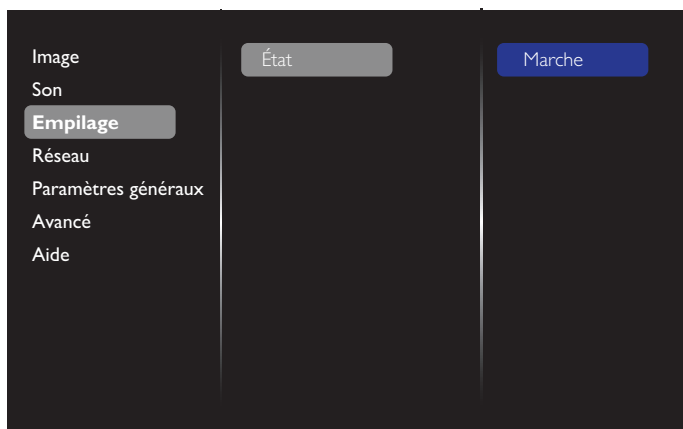 Image
Son
Empilage
Réseau
Paramètres généraux
Avancé
Aide
État
Marche